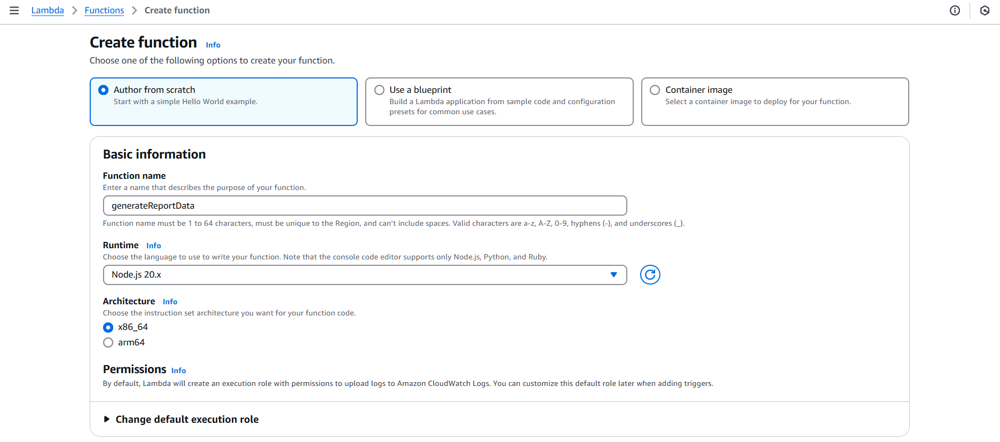 Lambda > Functions > Create function
Create function Info
Choose one of the following options to create your function.
Author from scratch
Start with a simple Hello World example.
Use a blueprint
Build a Lambda application from sample code and configuration
presets for common use cases.
Container image
Select a container image to deploy for your function.
Basic information
Function name
Enter a name that describes the purpose of your function.
generateReportData
Function name must be 1 to 64 characters, must be unique to the Region, and can’t include spaces. Valid characters are a-z, A-Z, 0-9, hyphens (-), and underscores (_).
Runtime Info
Choose the language to use to write your function. Note that the console code editor supports only Node.js, Python, and Ruby.
Node.js 20.x
Architecture Info
Choose the instruction set architecture you want for your function code.
x86_64
arm64
Permissions Info
By default, Lambda will create an execution role with permissions to upload logs to Amazon CloudWatch Logs. You can customize this default role later when adding triggers.
Change default execution role